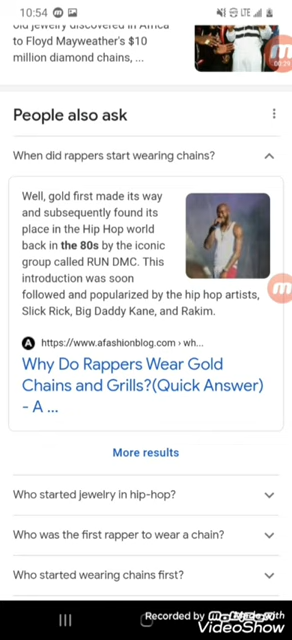 10:54
LTE
to Floyd Mayweather's $10
million diamond chains, ...
00:29
People also ask
When did rappers start wearing chains?
Well, gold first made its way
and subsequently found its
place in the Hip Hop world
back in the 80s by the iconic
group called RUN DMC. This
introduction was soon
followed and popularized by the hip hop artists,
Slick Rick, Big Daddy Kane, and Rakim.
A https://www.afashionblog.com › wh...
Why Do Rappers Wear Gold
Chains and Grills?(Quick Answer)
- A ...
More results
Who started jewelry in hip-hop?
Who was the first rapper to wear a chain?
Who started wearing chains first?
Recorded by
VideoShow